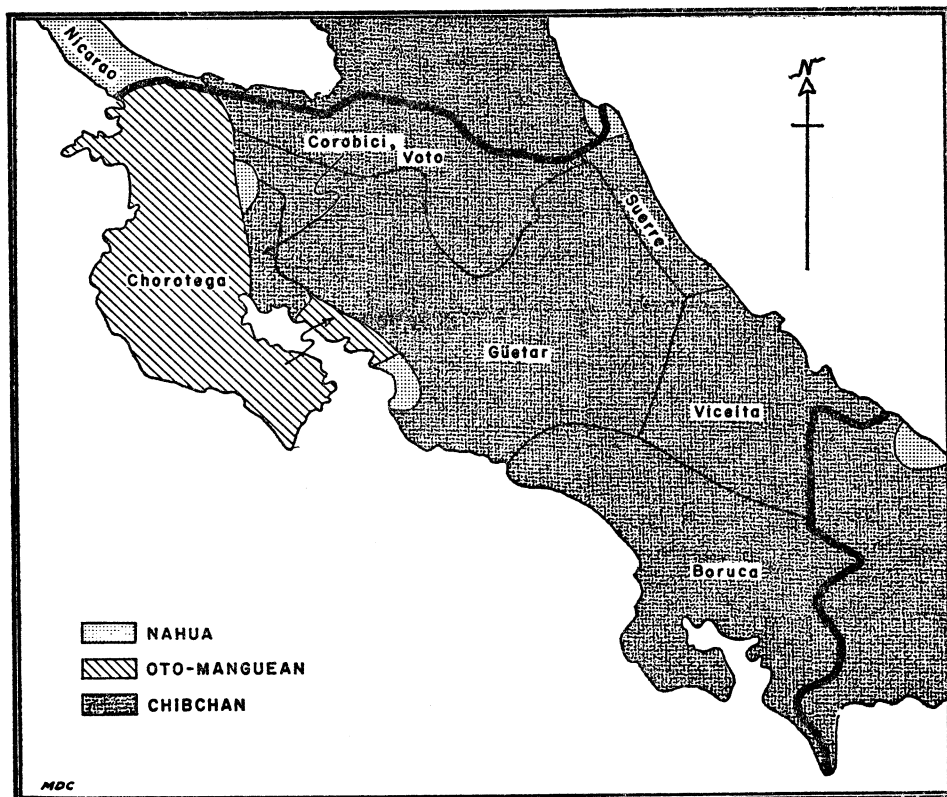 Nicarao
N
Corobici,
Voto
Suerre
Chorotega
Güetar
Viceita
Boruca
NAHUA
OTO-MANGUEAN
CHIBCHAN
MDC